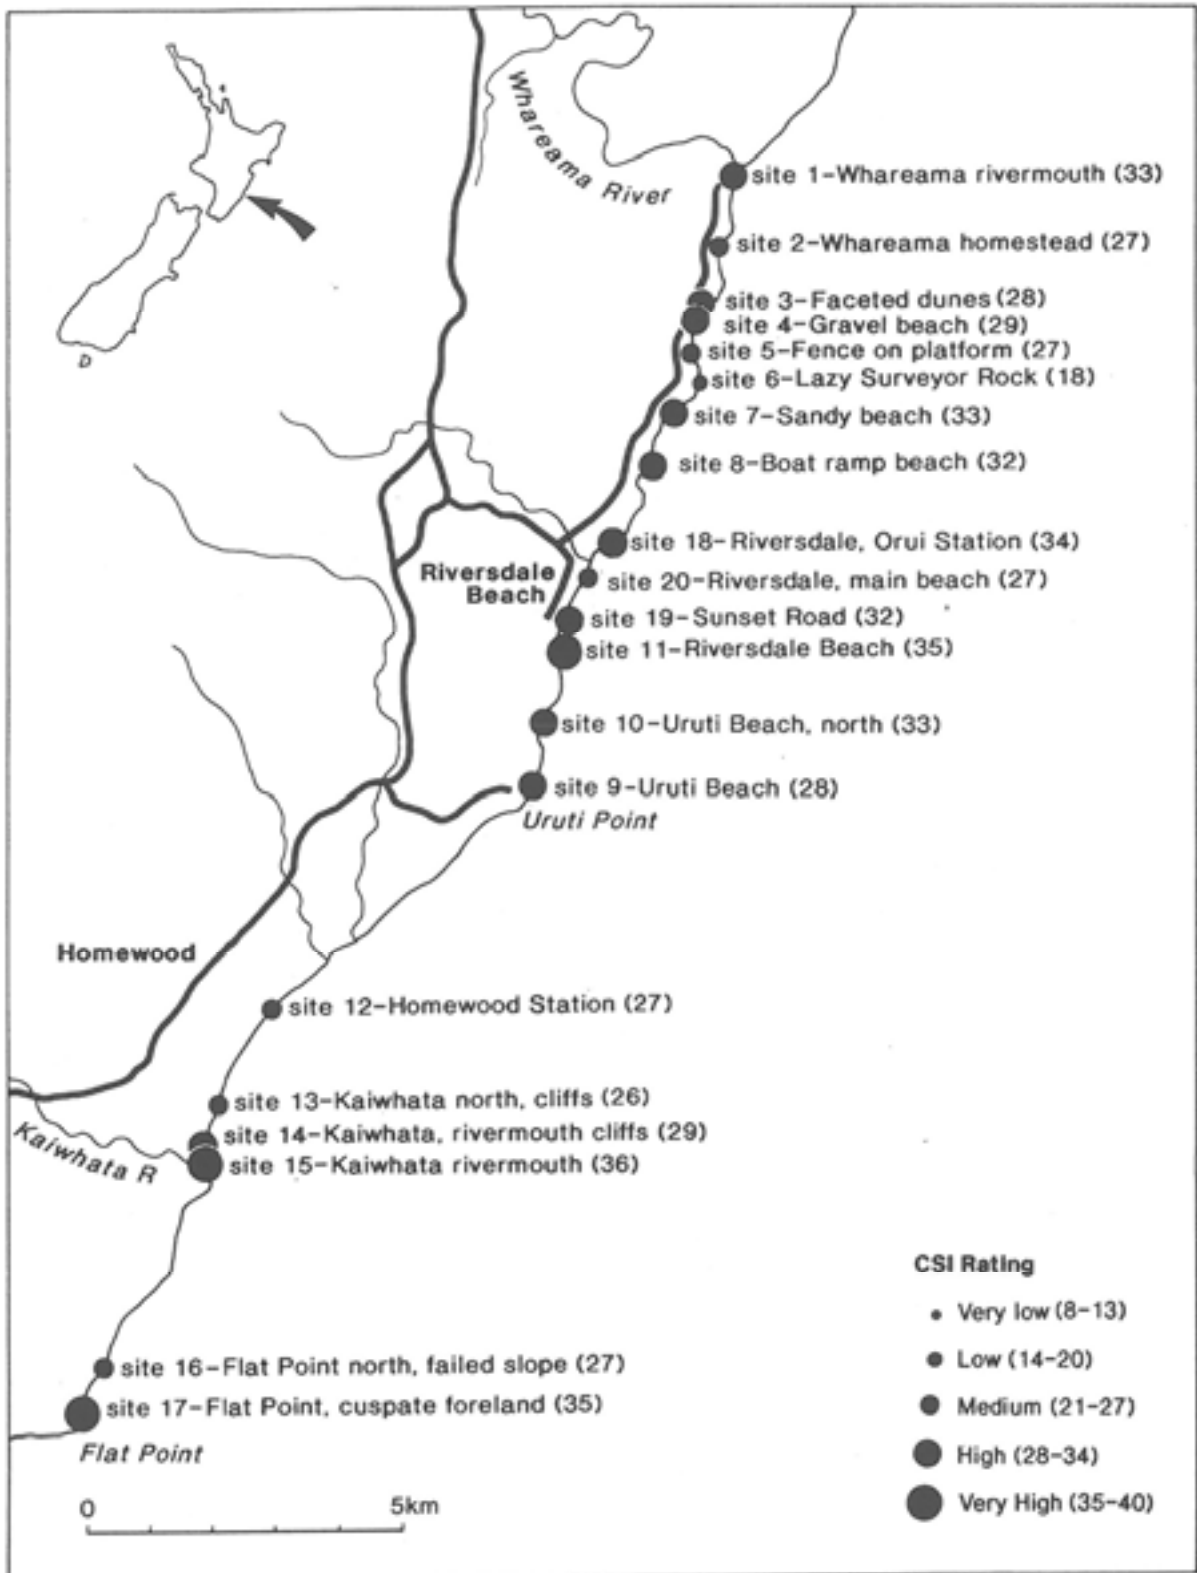 Whareama River
site 1-Whareama rivermouth (33)
site 2-Whareama homestead (27)
site 3-Faceted dunes (28)
site 4-Gravel beach (29)
site 5-Fence on platform (27)
site 6-Lazy Surveyor Rock (18)
site 7-Sandy beach (33)
site 8-Boat ramp beach (32)
site 18-Riversdale, Orui Station (34)
Riversdale
Beach
site 20-Riversdale, main beach (27)
site 19-Sunset Road (32)
site 11-Riversdale Beach (35)
site 10-Uruti Beach, north (33)
site 9-Uruti Beach (28)
Uruti Point
Homewood
site 12-Homewood Station (27)
site 13-Kaiwhata north, cliffs (26)
site 14-Kaiwhata, rivermouth cliffs (29)
Kaiwhata R
site 15-Kaiwhata rivermouth (36)
site 16-Flat Point north, failed slope (27)
site 17-Flat Point, cuspate foreland (35)
Flat Point
0 5km
CSI Rating
Very low (8-13)
Low (14-20)
Medium (21-27)
High (28-34)
Very High (35-40)